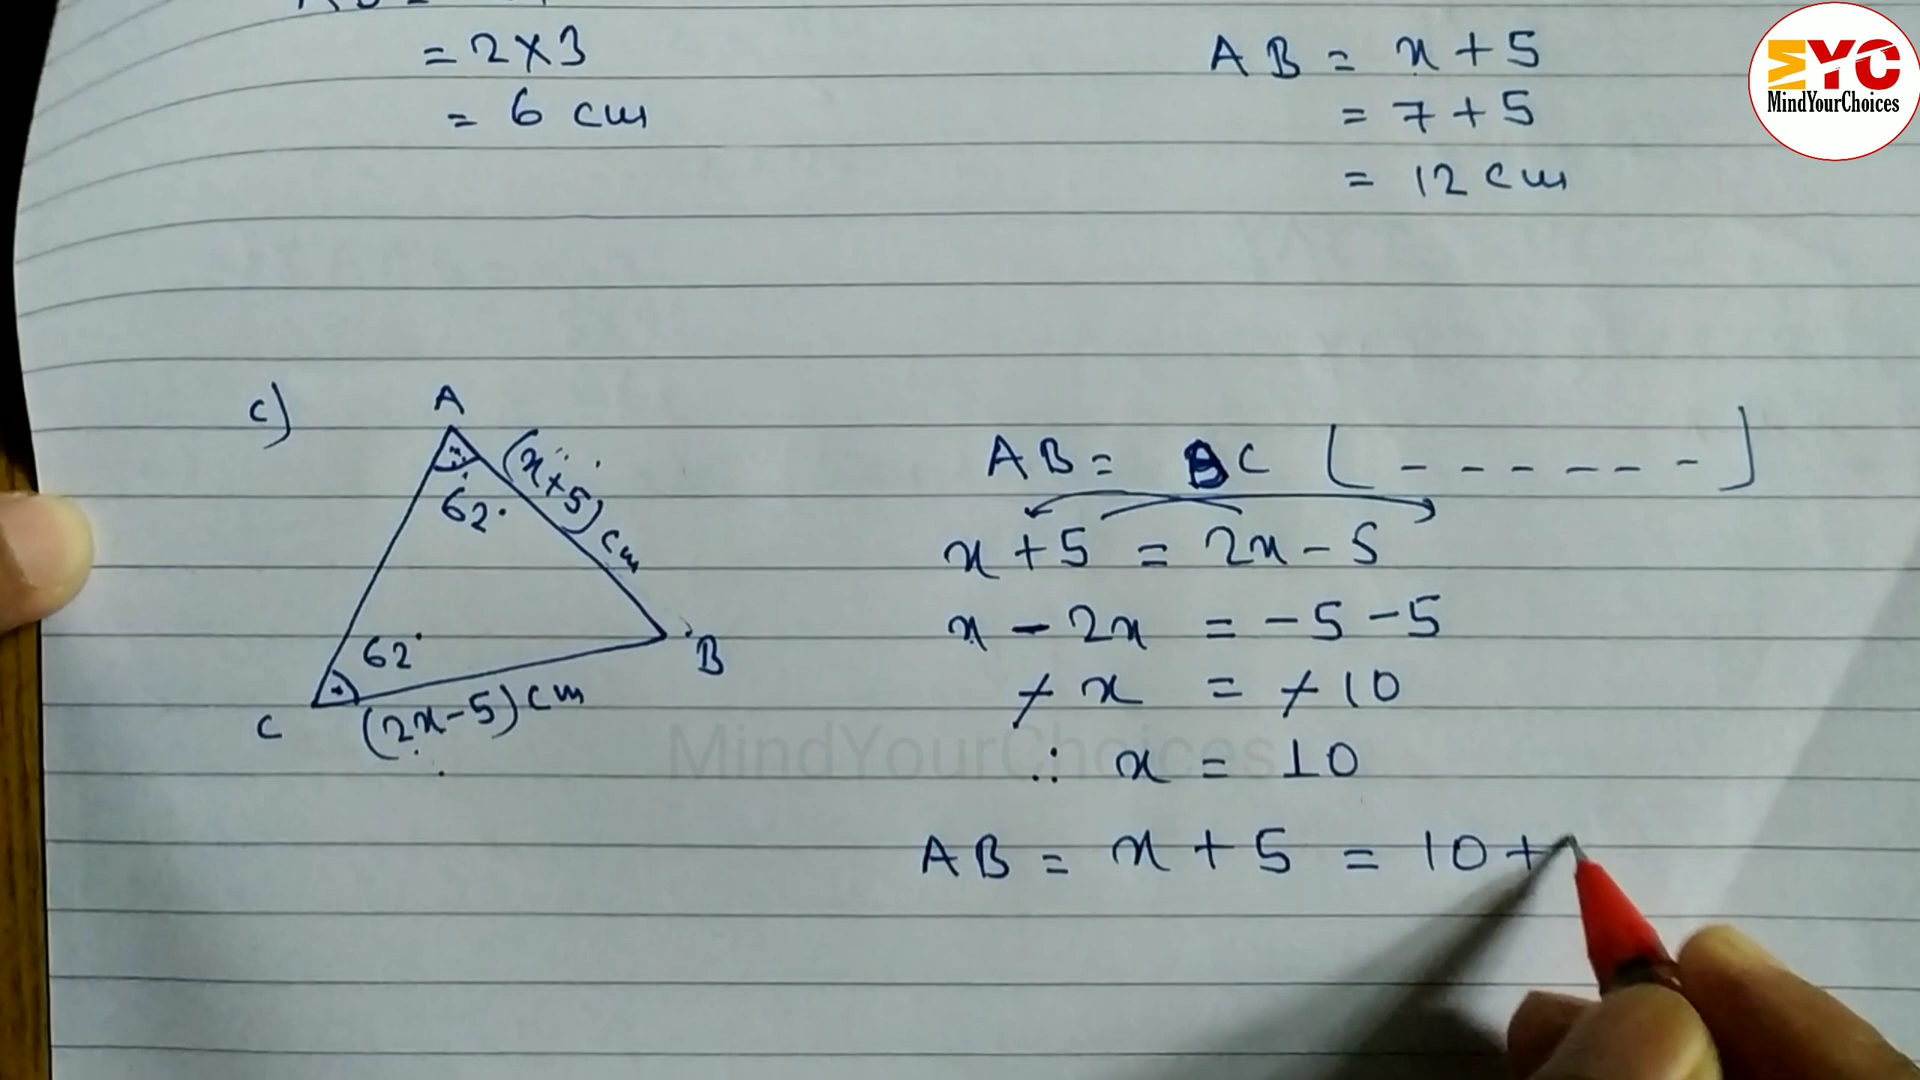 = 2 × 3
= 6 cm
AB = x + 5
= 7 + 5
= 12 cm
MYC
MindYourChoices
c)
A
62°
(x+5) cm
62°
B
C
(2x-5) cm
AB = BC [ - - - - - - ]
x + 5 = 2x - 5
x - 2x = -5 -5
- x = -10
∴ x = 10
MindYourChoices
AB = x + 5 = 10 +